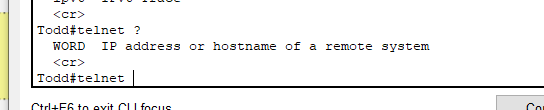 <cr>
Todd#telnet ?
WORD IP address or hostname of a remote system
<cr>
Todd#telnet
Ctrl+F6 to exit CLI focus